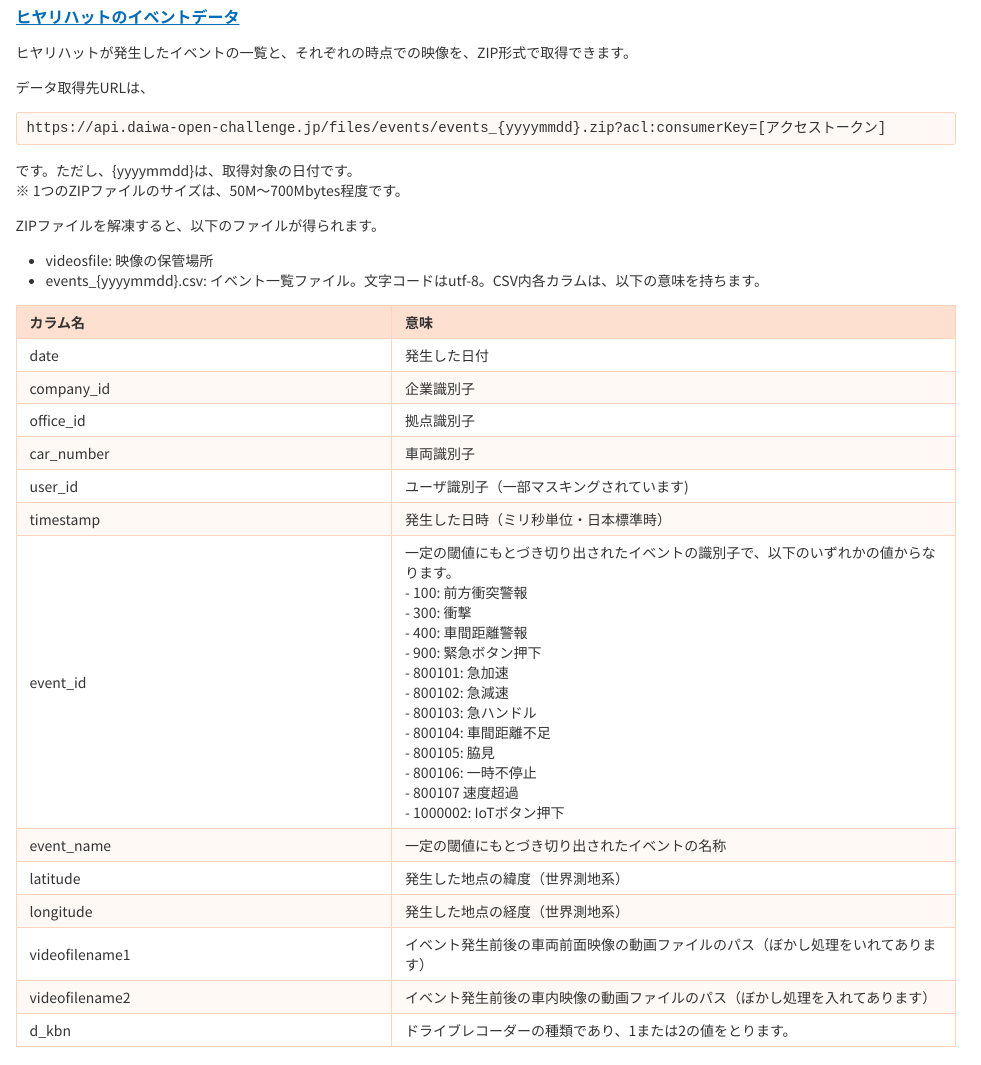 ヒヤリハットのイベントデータ
ヒヤリハットが発生したイベントの一覧と、それぞれの時点での映像を、ZIP形式で取得できます。
データ取得先URLは、
https://api.daiwa-open-challenge.jp/files/events/events_{yyyymmdd}.zip?acl:consumerKey=[アクセストークン]
です。ただし、{yyyymmdd}は、取得対象の日付です。
※ 1つのZIPファイルのサイズは、50M〜700Mbytes程度です。
ZIPファイルを解凍すると、以下のファイルが得られます。
• videosfile: 映像の保管場所
• events_{yyyymmdd}.csv: イベント一覧ファイル。文字コードはutf-8。CSV内各カラムは、以下の意味を持ちます。
カラム名 意味
date 発生した日付
company_id 企業識別子
office_id 拠点識別子
car_number 車両識別子
user_id ユーザ識別子（一部マスキングされています)
timestamp 発生した日時（ミリ秒単位・日本標準時）
event_id 一定の閾値にもとづき切り出されたイベントの識別子で、以下のいずれかの値からな
ります。
- 100: 前方衝突警報
- 300: 衝撃
- 400: 車間距離警報
- 900: 緊急ボタン押下
- 800101: 急加速
- 800102: 急減速
- 800103: 急ハンドル
- 800104: 車間距離不足
- 800105: 脇見
- 800106: 一時不停止
- 800107 速度超過
- 1000002: IoTボタン押下
event_name 一定の閾値にもとづき切り出されたイベントの名称
latitude 発生した地点の緯度（世界測地系）
longitude 発生した地点の経度（世界測地系）
videofilename1 イベント発生前後の車両前面映像の動画ファイルのパス（ぼかし処理をいれてありま
す）
videofilename2 イベント発生前後の車内映像の動画ファイルのパス（ぼかし処理を入れてあります）
d_kbn ドライブレコーダーの種類であり、1または2の値をとります。